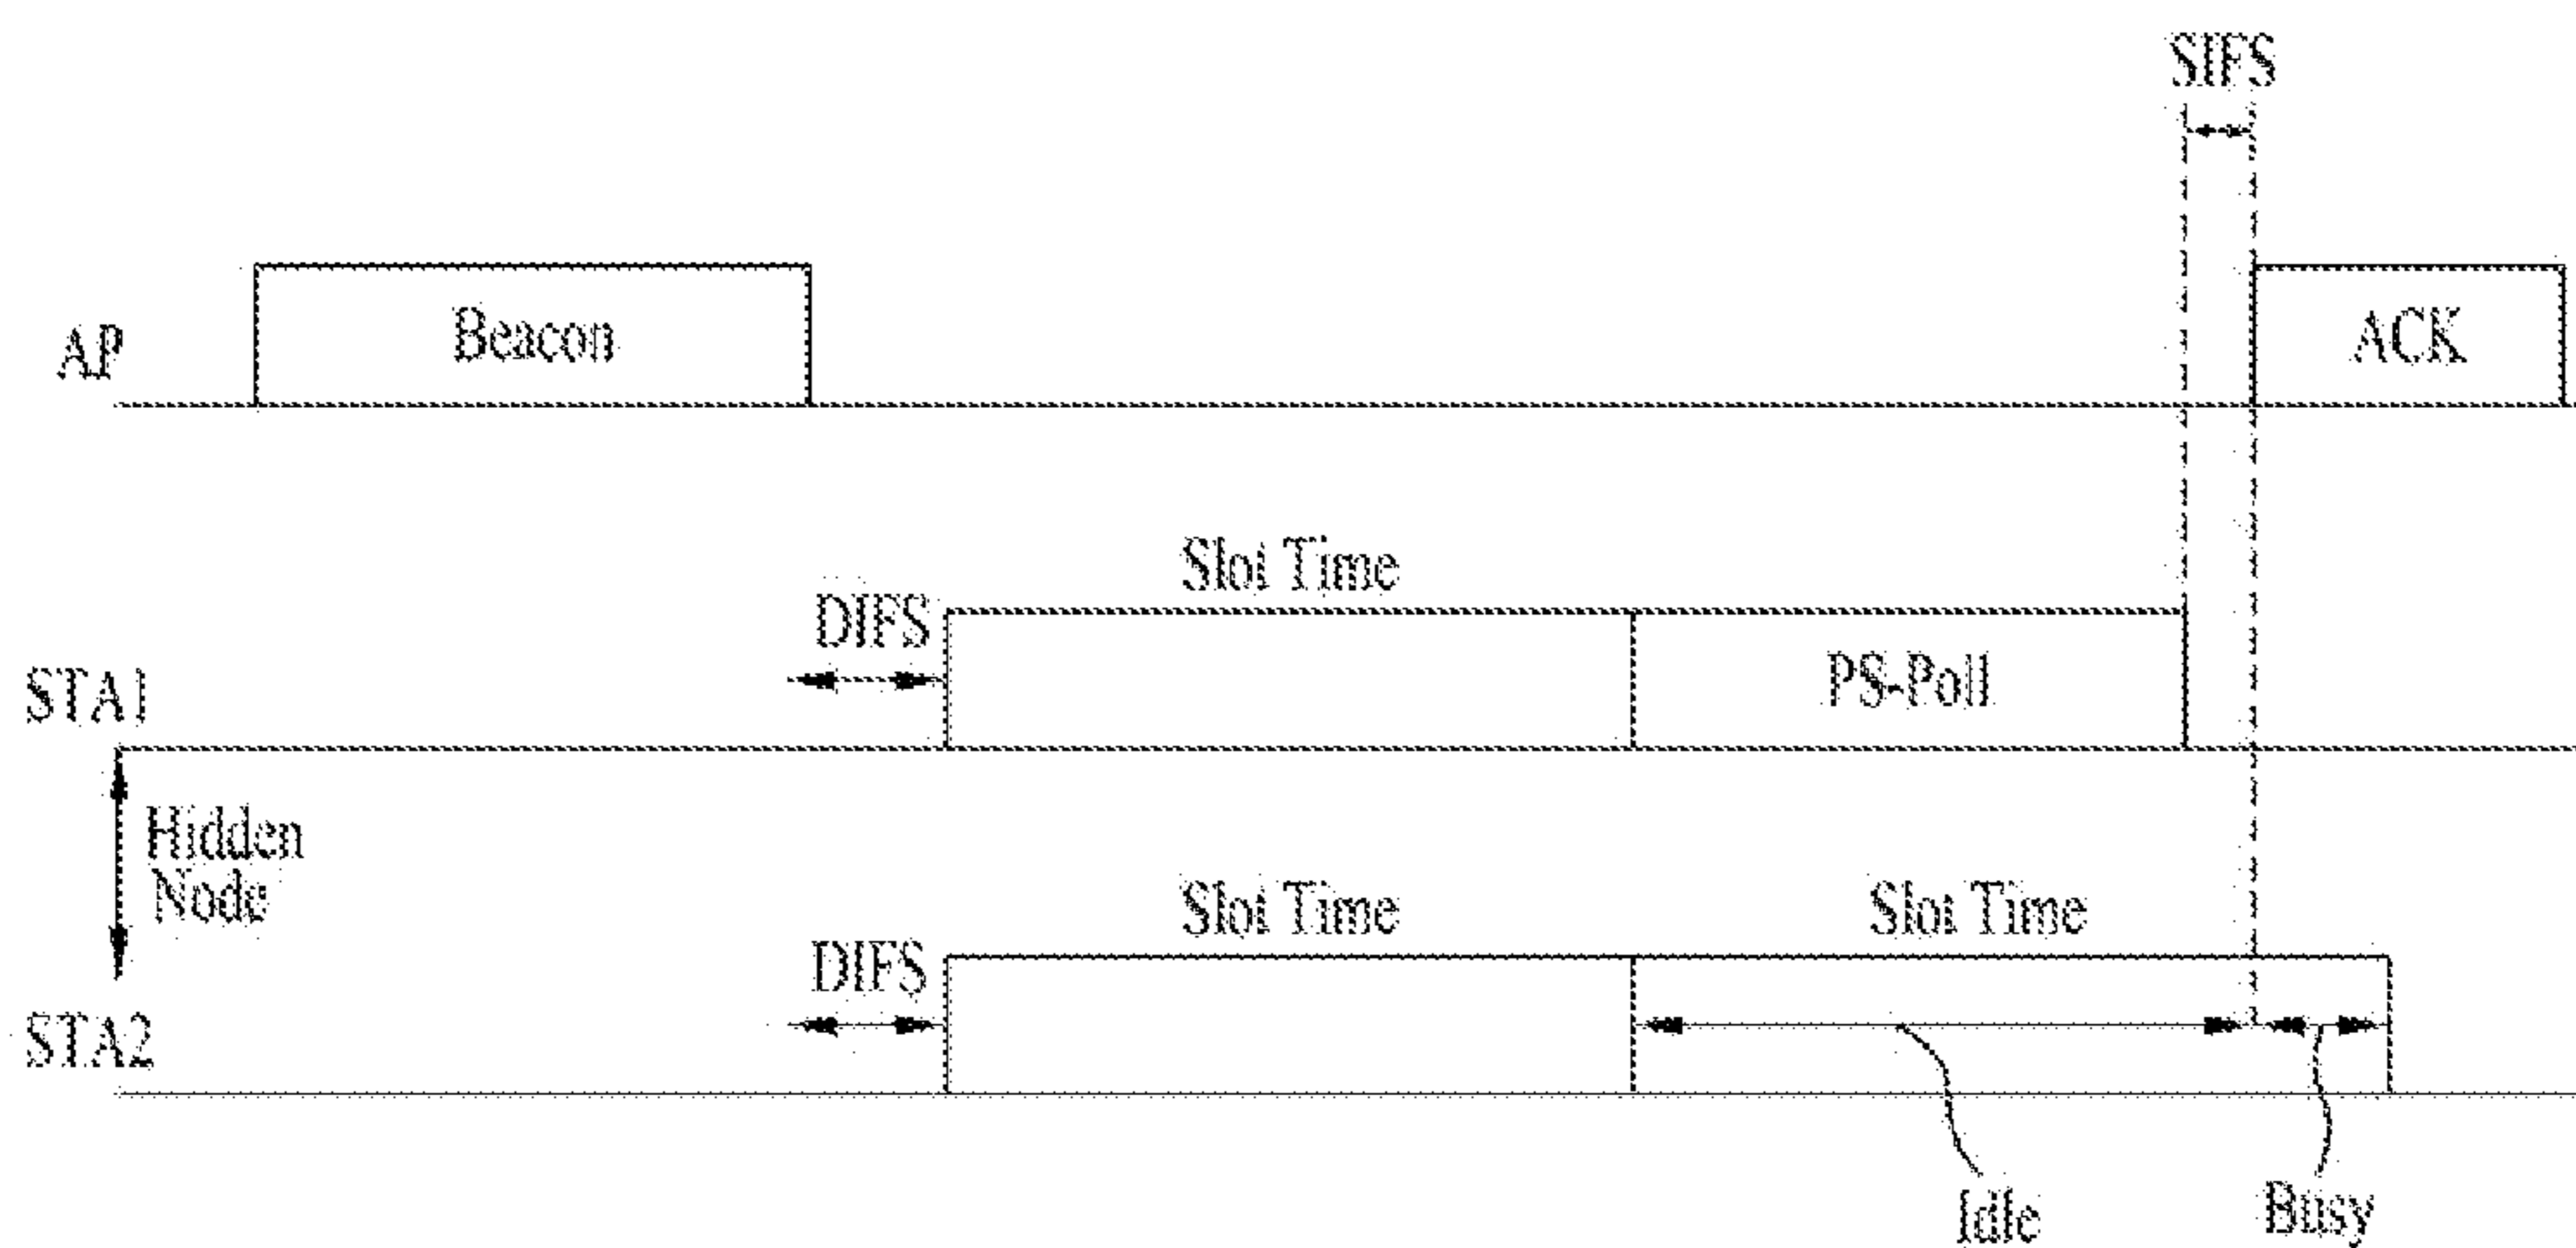 SIFS
AP
Beacon
ACK
Slot Time
DIFS
STA1
PS-Poll
Hidden
Node
Slot Time
Slot Time
DIFS
STA2
Idle
Busy